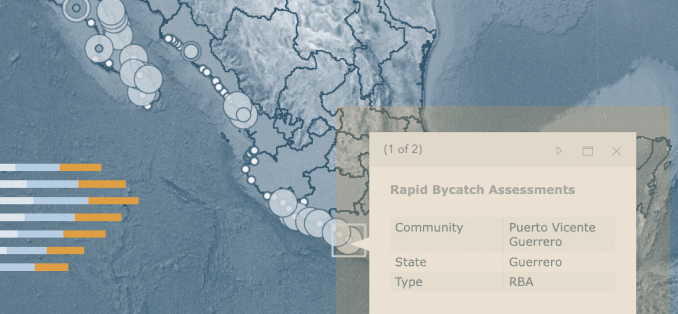 (1 of 2)
Rapid Bycatch Assessments
Community Puerto Vicente
Guerrero
State Guerrero
Type RBA